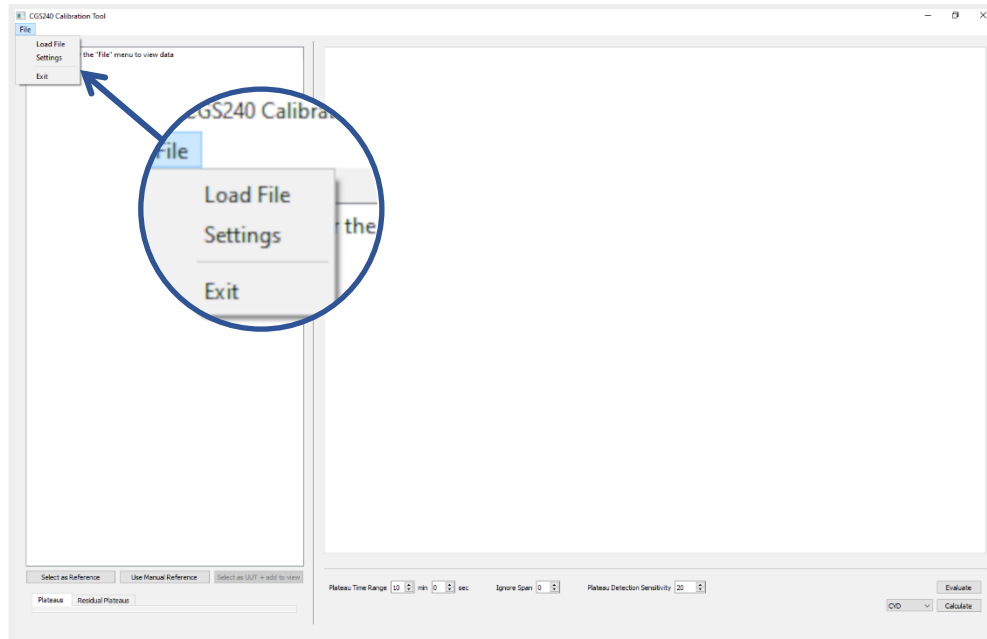 CGS240 Calibration Tool
File
Load File
Settings
Exit
the "File" menu to view data
CGS240 Calibra
File
Load File
Settings
Exit
r the
Select as Reference
Use Manual Reference
Select as UUT + add to view
Plateaus
Residual Plateaus
Plateau Time Range 10 min 0 sec
Ignore Span 0
Plateau Detection Sensitivity 20
Evaluate
CVD
Calculate